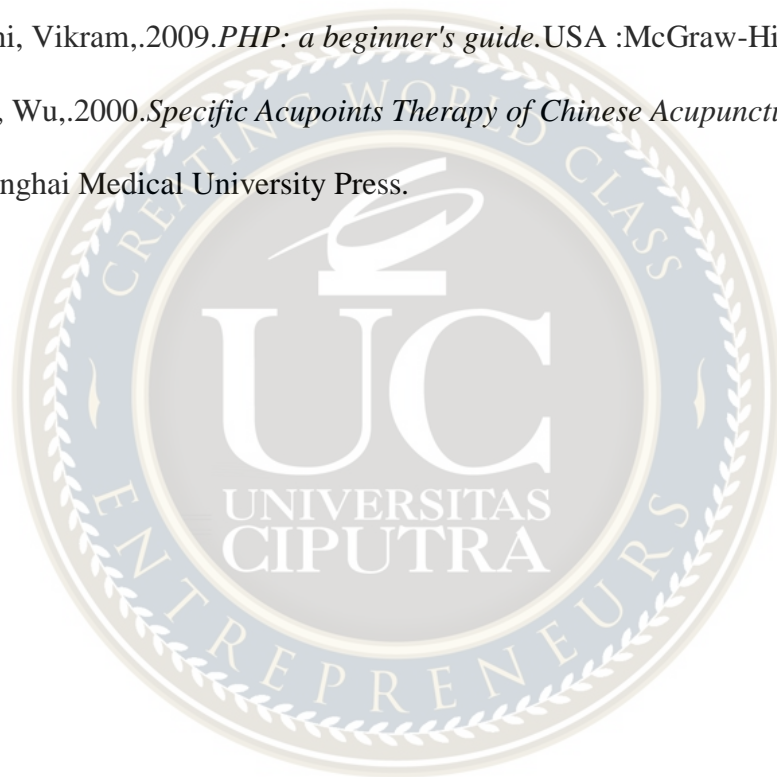 ni, Vikram,.2009.PHP: a beginner's guide.USA :McGraw-Hi
, Wu,.2000.Specific Acupoints Therapy of Chinese Acupunctu
nghai Medical University Press.
CREATING WORLD CLASS
UC
UNIVERSITAS
CIPUTRA
ENTREPRENEURS